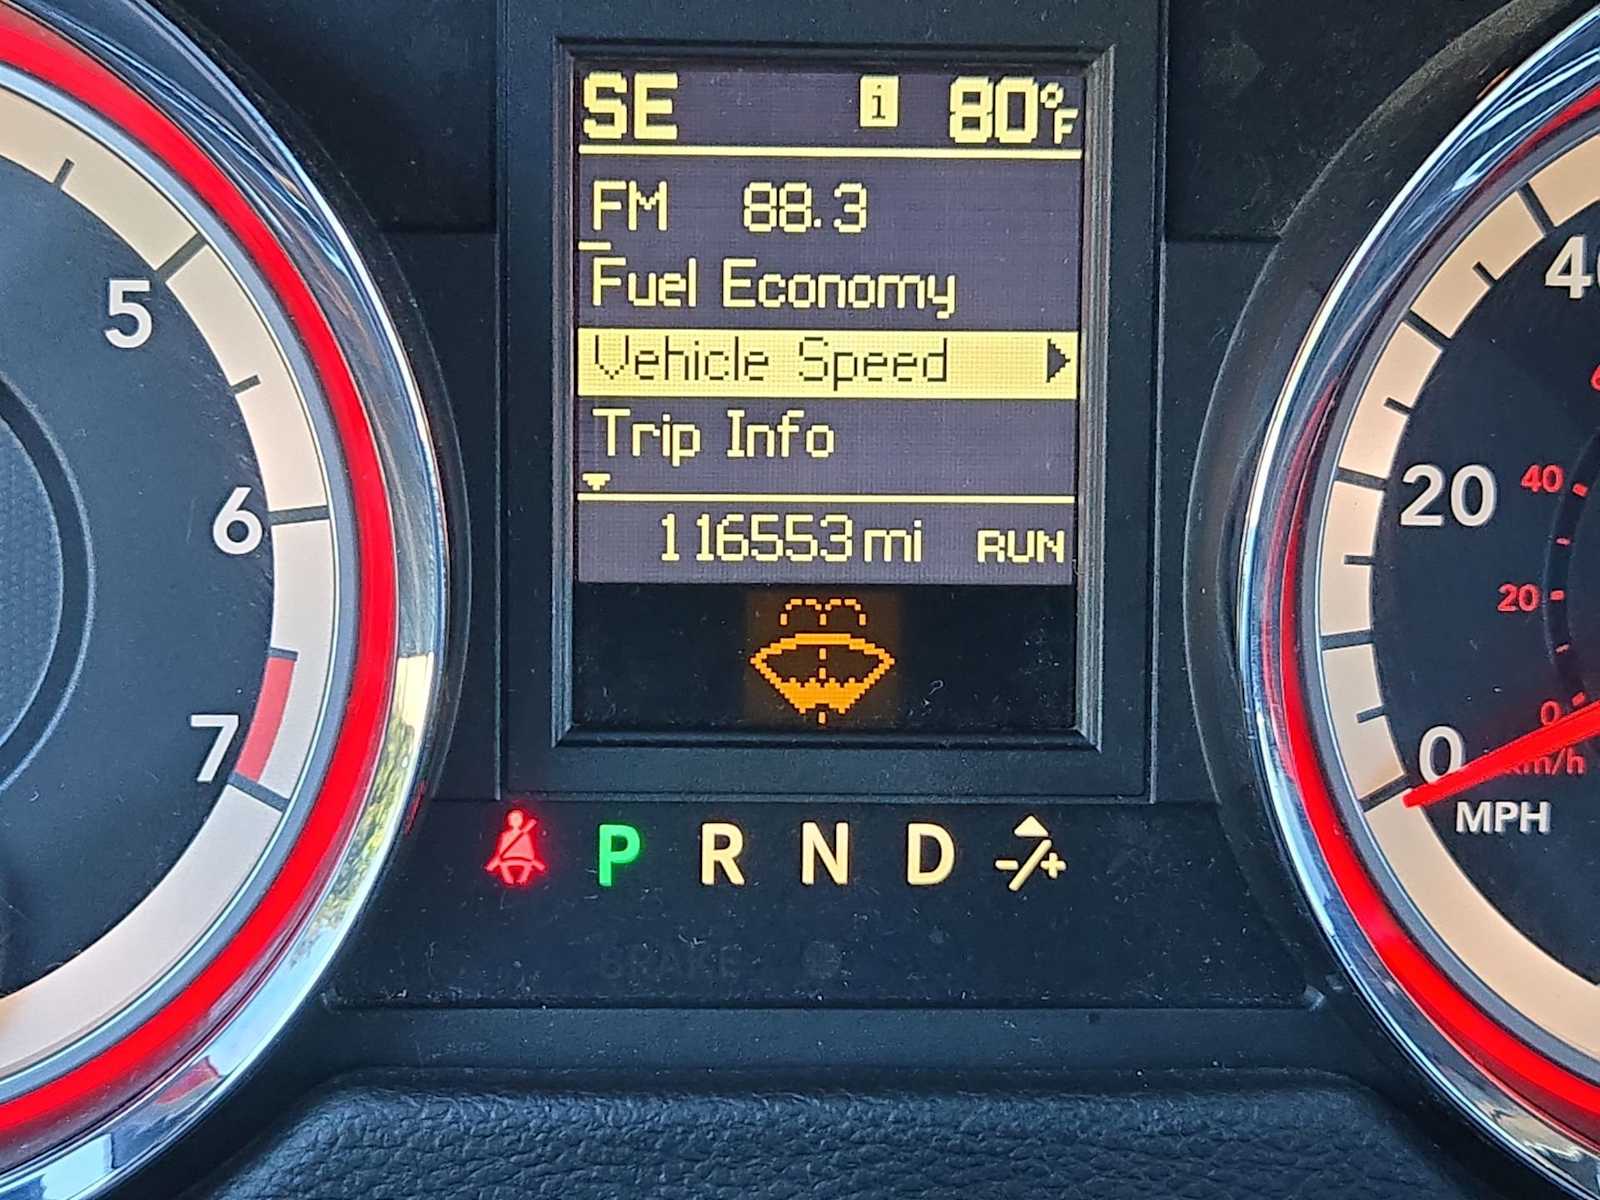 SE i 80°F
FM 88.3
Fuel Economy
Vehicle Speed
Trip Info
116553 mi RUN
5
6
7
40
20
0
MPH
40
20
0
km/h
P R N D -/+
BRAKE